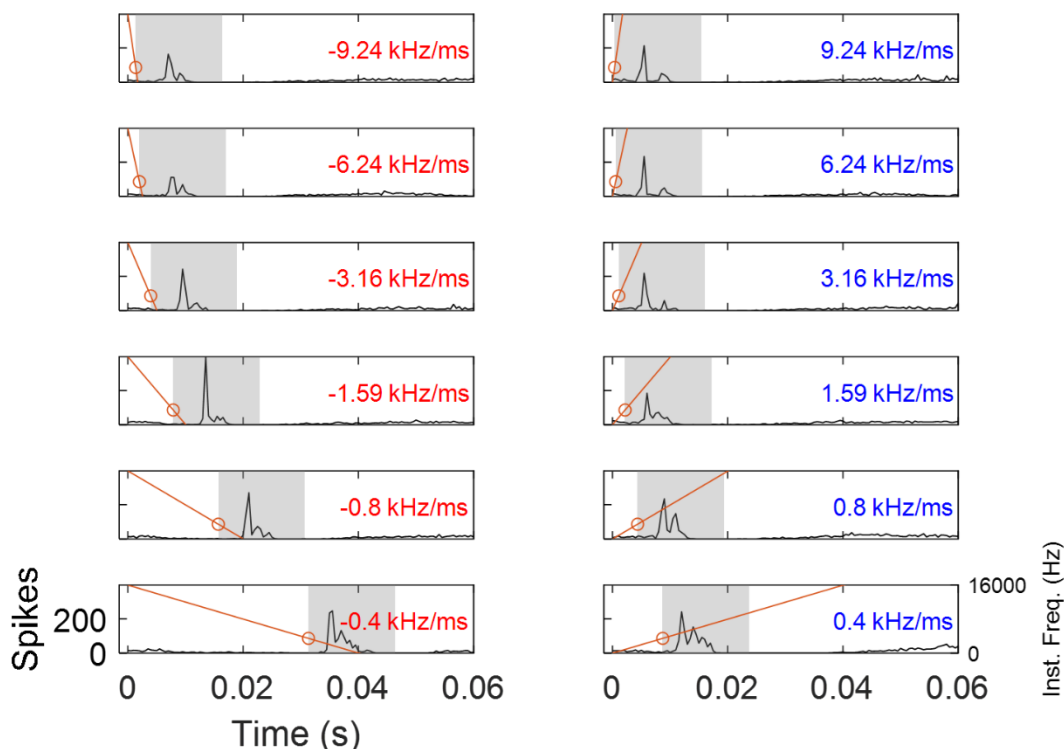 -9.24 kHz/ms
9.24 kHz/ms
-6.24 kHz/ms
6.24 kHz/ms
-3.16 kHz/ms
3.16 kHz/ms
-1.59 kHz/ms
1.59 kHz/ms
-0.8 kHz/ms
0.8 kHz/ms
Spikes
200
0
-0.4 kHz/ms
0.4 kHz/ms
16000
0
Inst. Freq. (Hz)
0 0.02 0.04 0.06
0 0.02 0.04 0.06
Time (s)